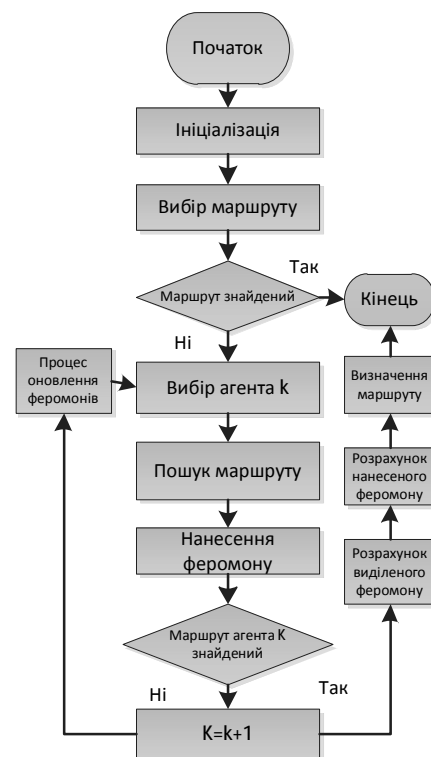 Початок
Ініціалізація
Вибір маршруту
Так
Маршрут знайдений
Кінець
Ні
Процес
оновлення
феромонів
Вибір агента k
Визначення
маршруту
Пошук маршруту
Розрахунок
нанесеного
феромону
Нанесення
феромону
Розрахунок
виділеного
феромону
Маршрут агента K
знайдений
Ні
Так
K=k+1